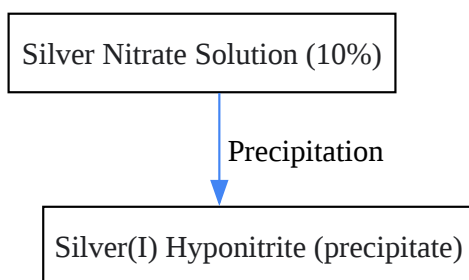 Silver Nitrate Solution (10%)
Precipitation
Silver(I) Hyponitrite (precipitate)